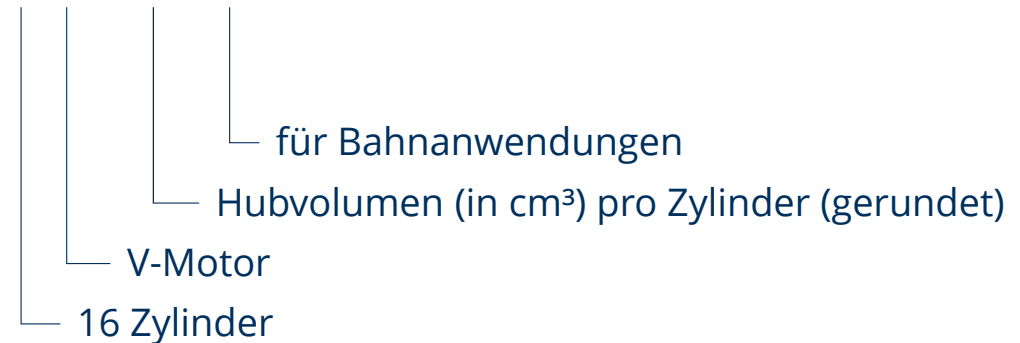 für Bahnanwendungen
Hubvolumen (in cm³) pro Zylinder (gerundet)
V-Motor
16 Zylinder